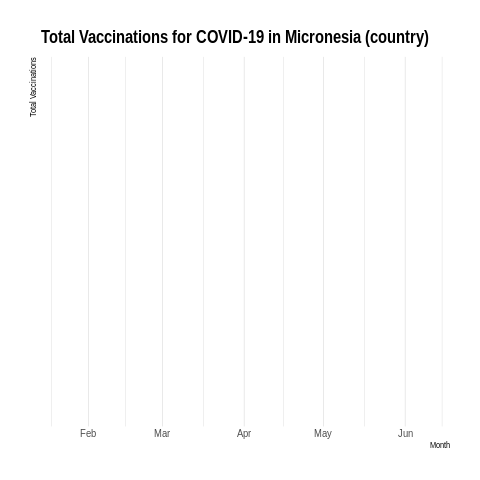 Total Vaccinations for COVID-19 in Micronesia (country)
Total Vaccinations
Feb Mar Apr May Jun
Month